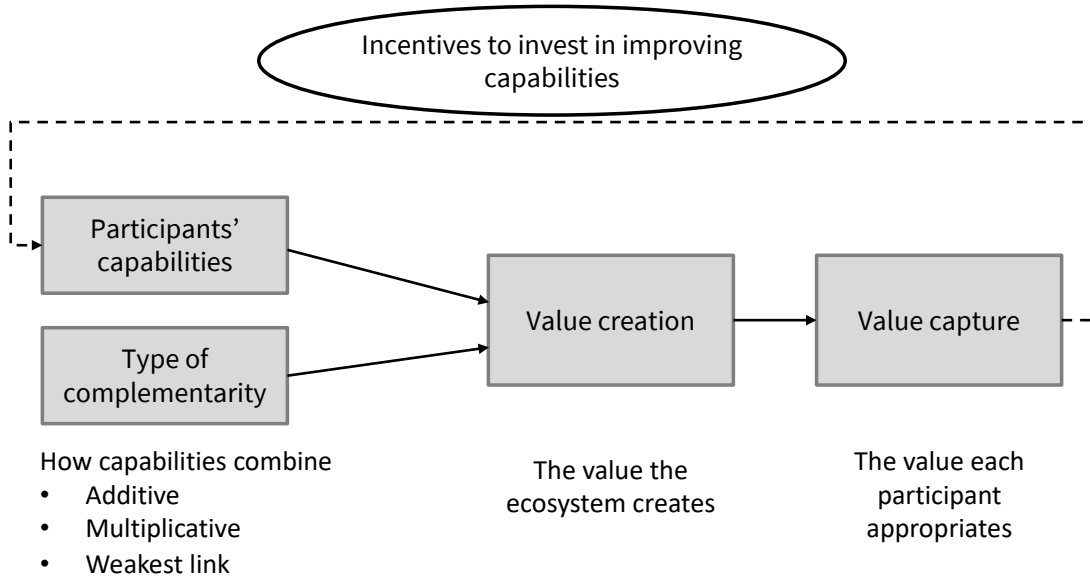 Incentives to invest in improving
capabilities
Participants’
capabilities
Type of
complementarity
Value creation
Value capture
How capabilities combine
• Additive
• Multiplicative
• Weakest link
The value the
ecosystem creates
The value each
participant
appropriates